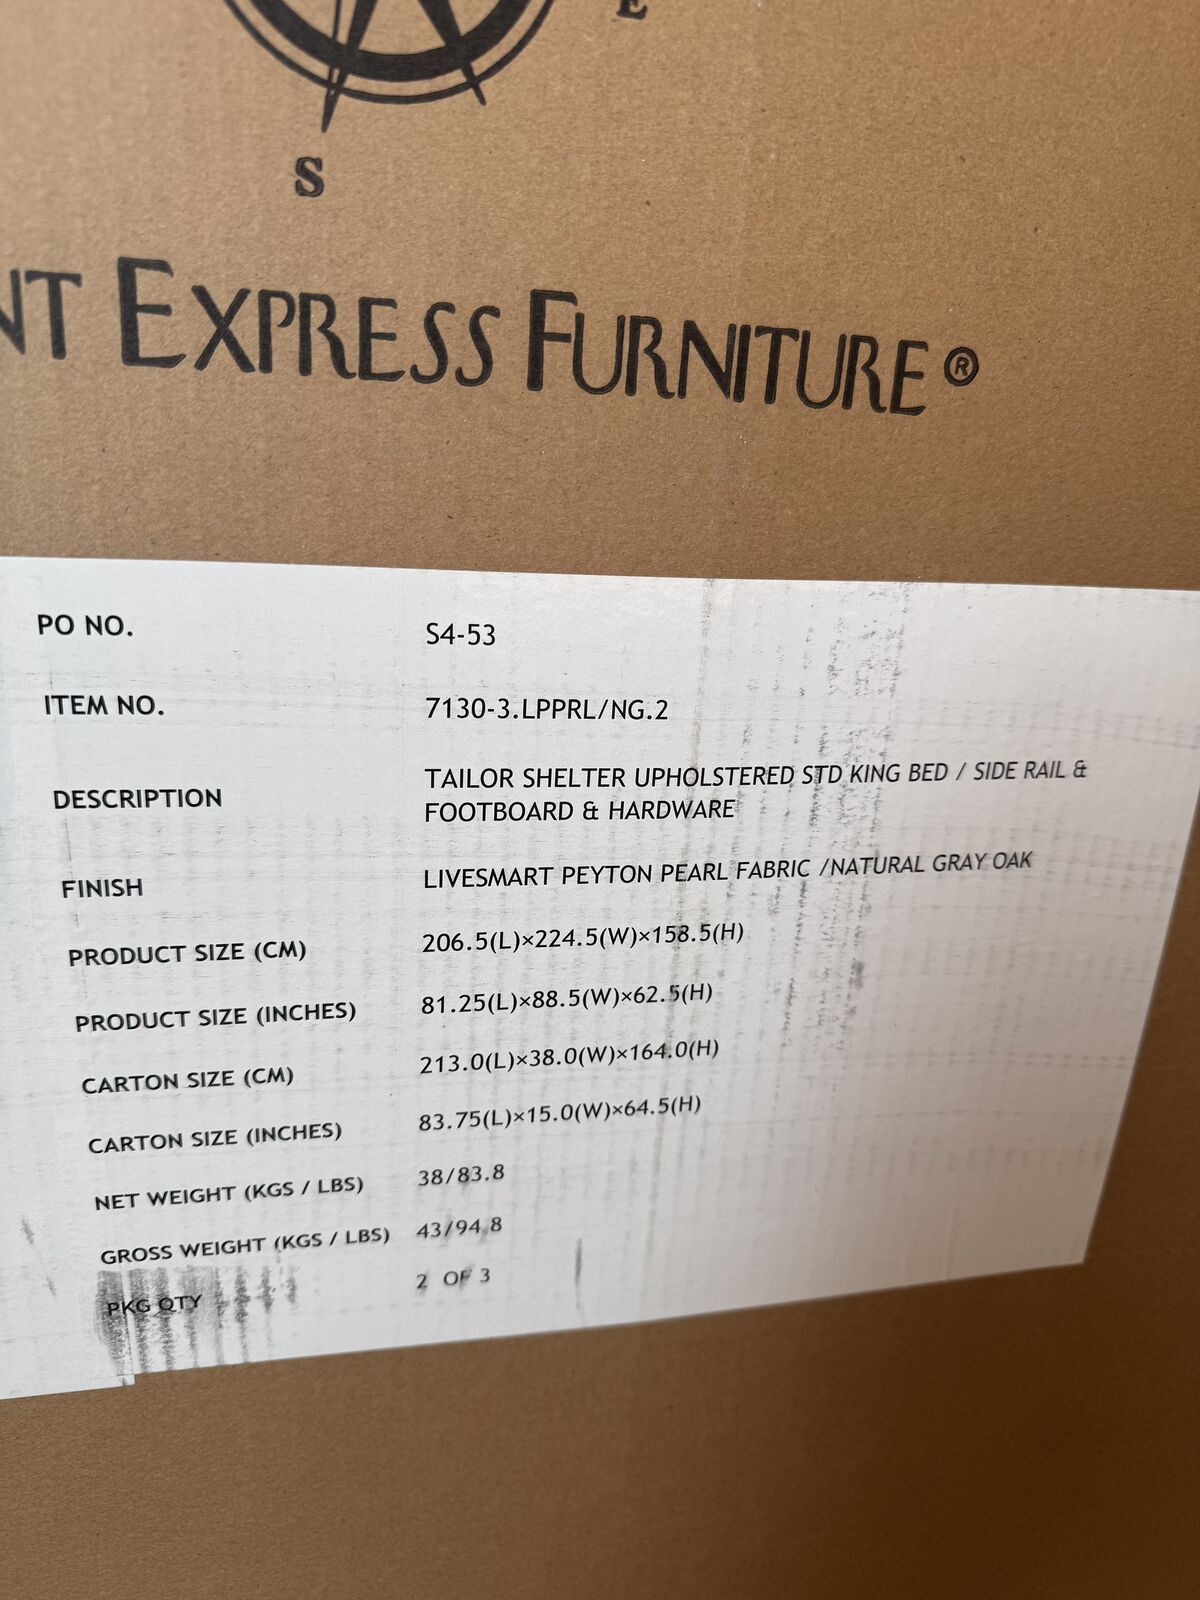 E
S
NT EXPRESS FURNITURE®
PO NO. S4-53
ITEM NO. 7130-3.LPPRL/NG.2
DESCRIPTION TAILOR SHELTER UPHOLSTERED STD KING BED / SIDE RAIL &
FOOTBOARD & HARDWARE
FINISH LIVESMART PEYTON PEARL FABRIC /NATURAL GRAY OAK
PRODUCT SIZE (CM) 206.5(L)×224.5(W)×158.5(H)
PRODUCT SIZE (INCHES) 81.25(L)×88.5(W)×62.5(H)
CARTON SIZE (CM) 213.0(L)×38.0(W)×164.0(H)
CARTON SIZE (INCHES) 83.75(L)×15.0(W)×64.5(H)
NET WEIGHT (KGS / LBS) 38/83.8
GROSS WEIGHT (KGS / LBS) 43/94.8
PKG QTY 2 OF 3